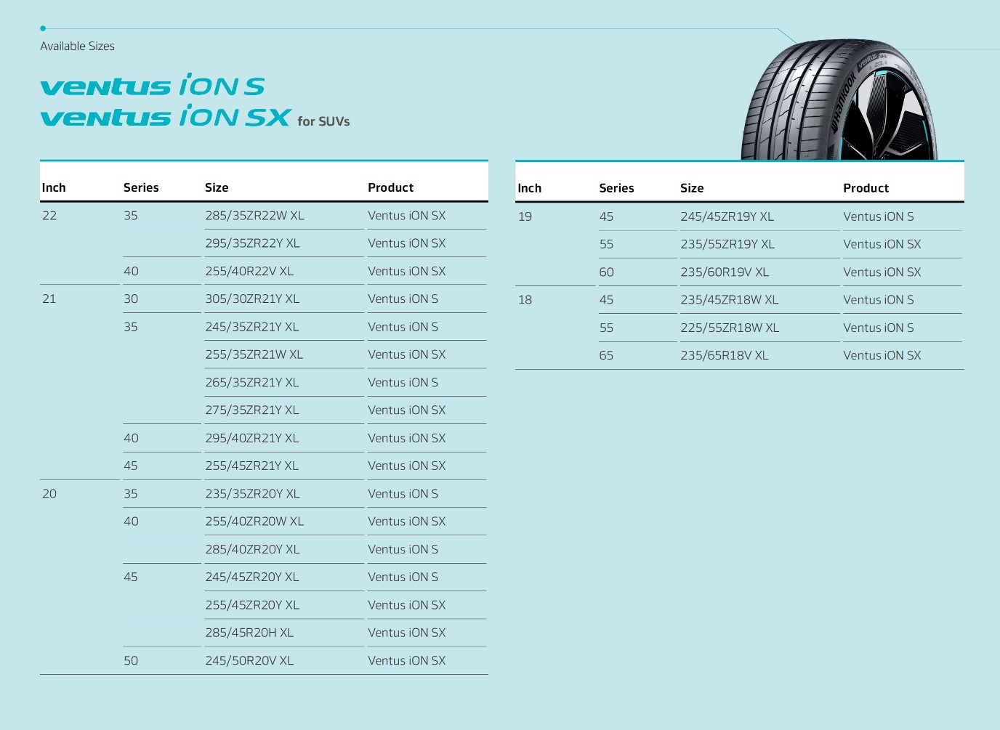 Available Sizes
ventus iON S
ventus iON SX for SUVs
Inch Series Size Product
22 35 285/35ZR22W XL Ventus iON SX
295/35ZR22Y XL Ventus iON SX
40 255/40R22V XL Ventus iON SX
21 30 305/30ZR21Y XL Ventus iON S
35 245/35ZR21Y XL Ventus iON S
255/35ZR21W XL Ventus iON SX
265/35ZR21Y XL Ventus iON S
275/35ZR21Y XL Ventus iON SX
40 295/40ZR21Y XL Ventus iON SX
45 255/45ZR21Y XL Ventus iON SX
20 35 235/35ZR20Y XL Ventus iON S
40 255/40ZR20W XL Ventus iON SX
285/40ZR20Y XL Ventus iON S
45 245/45ZR20Y XL Ventus iON S
255/45ZR20Y XL Ventus iON SX
285/45R20H XL Ventus iON SX
50 245/50R20V XL Ventus iON SX
Hankook
ventus iON S
Inch Series Size Product
19 45 245/45ZR19Y XL Ventus iON S
55 235/55ZR19Y XL Ventus iON SX
60 235/60R19V XL Ventus iON SX
18 45 235/45ZR18W XL Ventus iON S
55 225/55ZR18W XL Ventus iON S
65 235/65R18V XL Ventus iON SX